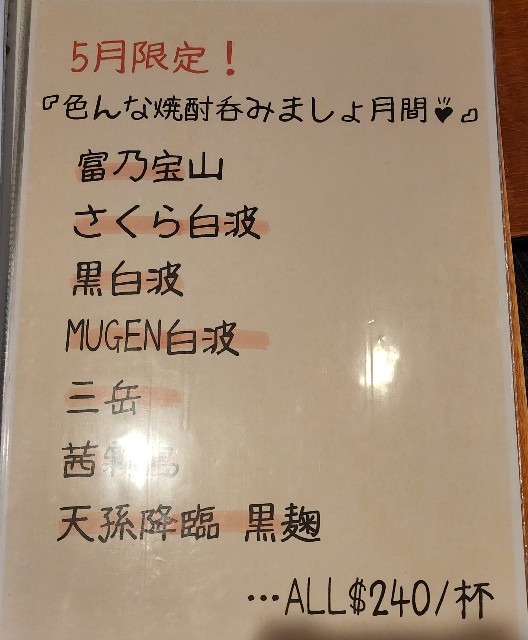 5月限定！
『色んな焼酎呑みましょ月間♥』
富乃宝山
さくら白波
黒白波
MUGEN白波
三岳
茜霧島
天孫降臨 黒麹
…ALL$240/杯